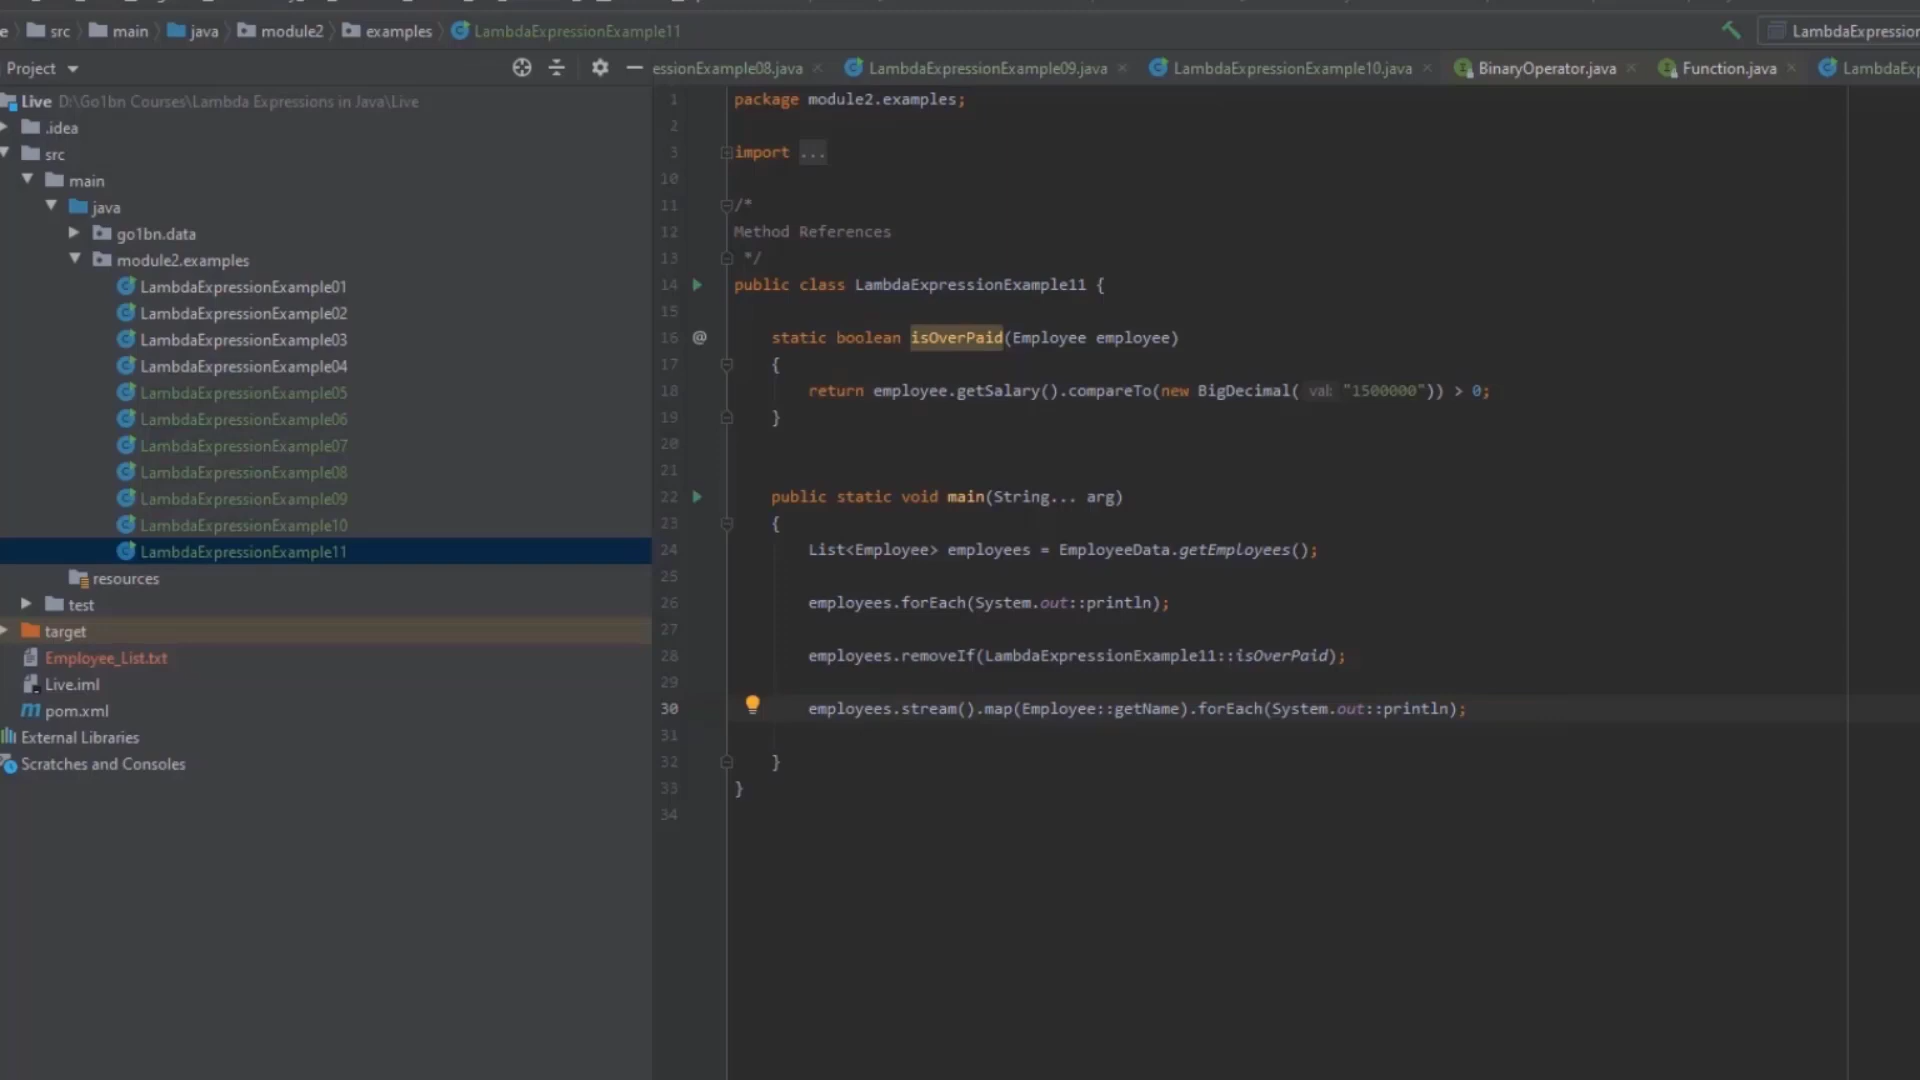 src main java module2 examples LambdaExpressionExample11 LambdaExpression
Project essionExample08.java LambdaExpressionExample09.java LambdaExpressionExample10.java BinaryOperator.java Function.java LambdaExp
Live D:\Go1bn Courses\Lambda Expressions in Java\Live
.idea
src
main
java
go1bn.data
module2.examples
LambdaExpressionExample01
LambdaExpressionExample02
LambdaExpressionExample03
LambdaExpressionExample04
LambdaExpressionExample05
LambdaExpressionExample06
LambdaExpressionExample07
LambdaExpressionExample08
LambdaExpressionExample09
LambdaExpressionExample10
LambdaExpressionExample11
resources
test
target
Employee_List.txt
Live.iml
pom.xml
External Libraries
Scratches and Consoles
1 package module2.examples;
2
3 import ...
10
11 /*
12 Method References
13 */
14 public class LambdaExpressionExample11 {
15
16 @ static boolean isOverPaid(Employee employee)
17 {
18 return employee.getSalary().compareTo(new BigDecimal( val: "1500000")) > 0;
19 }
20
21
22 public static void main(String... arg)
23 {
24 List<Employee> employees = EmployeeData.getEmployees();
25
26 employees.forEach(System.out::println);
27
28 employees.removeIf(LambdaExpressionExample11::isOverPaid);
29
30 employees.stream().map(Employee::getName).forEach(System.out::println);
31
32 }
33 }
34